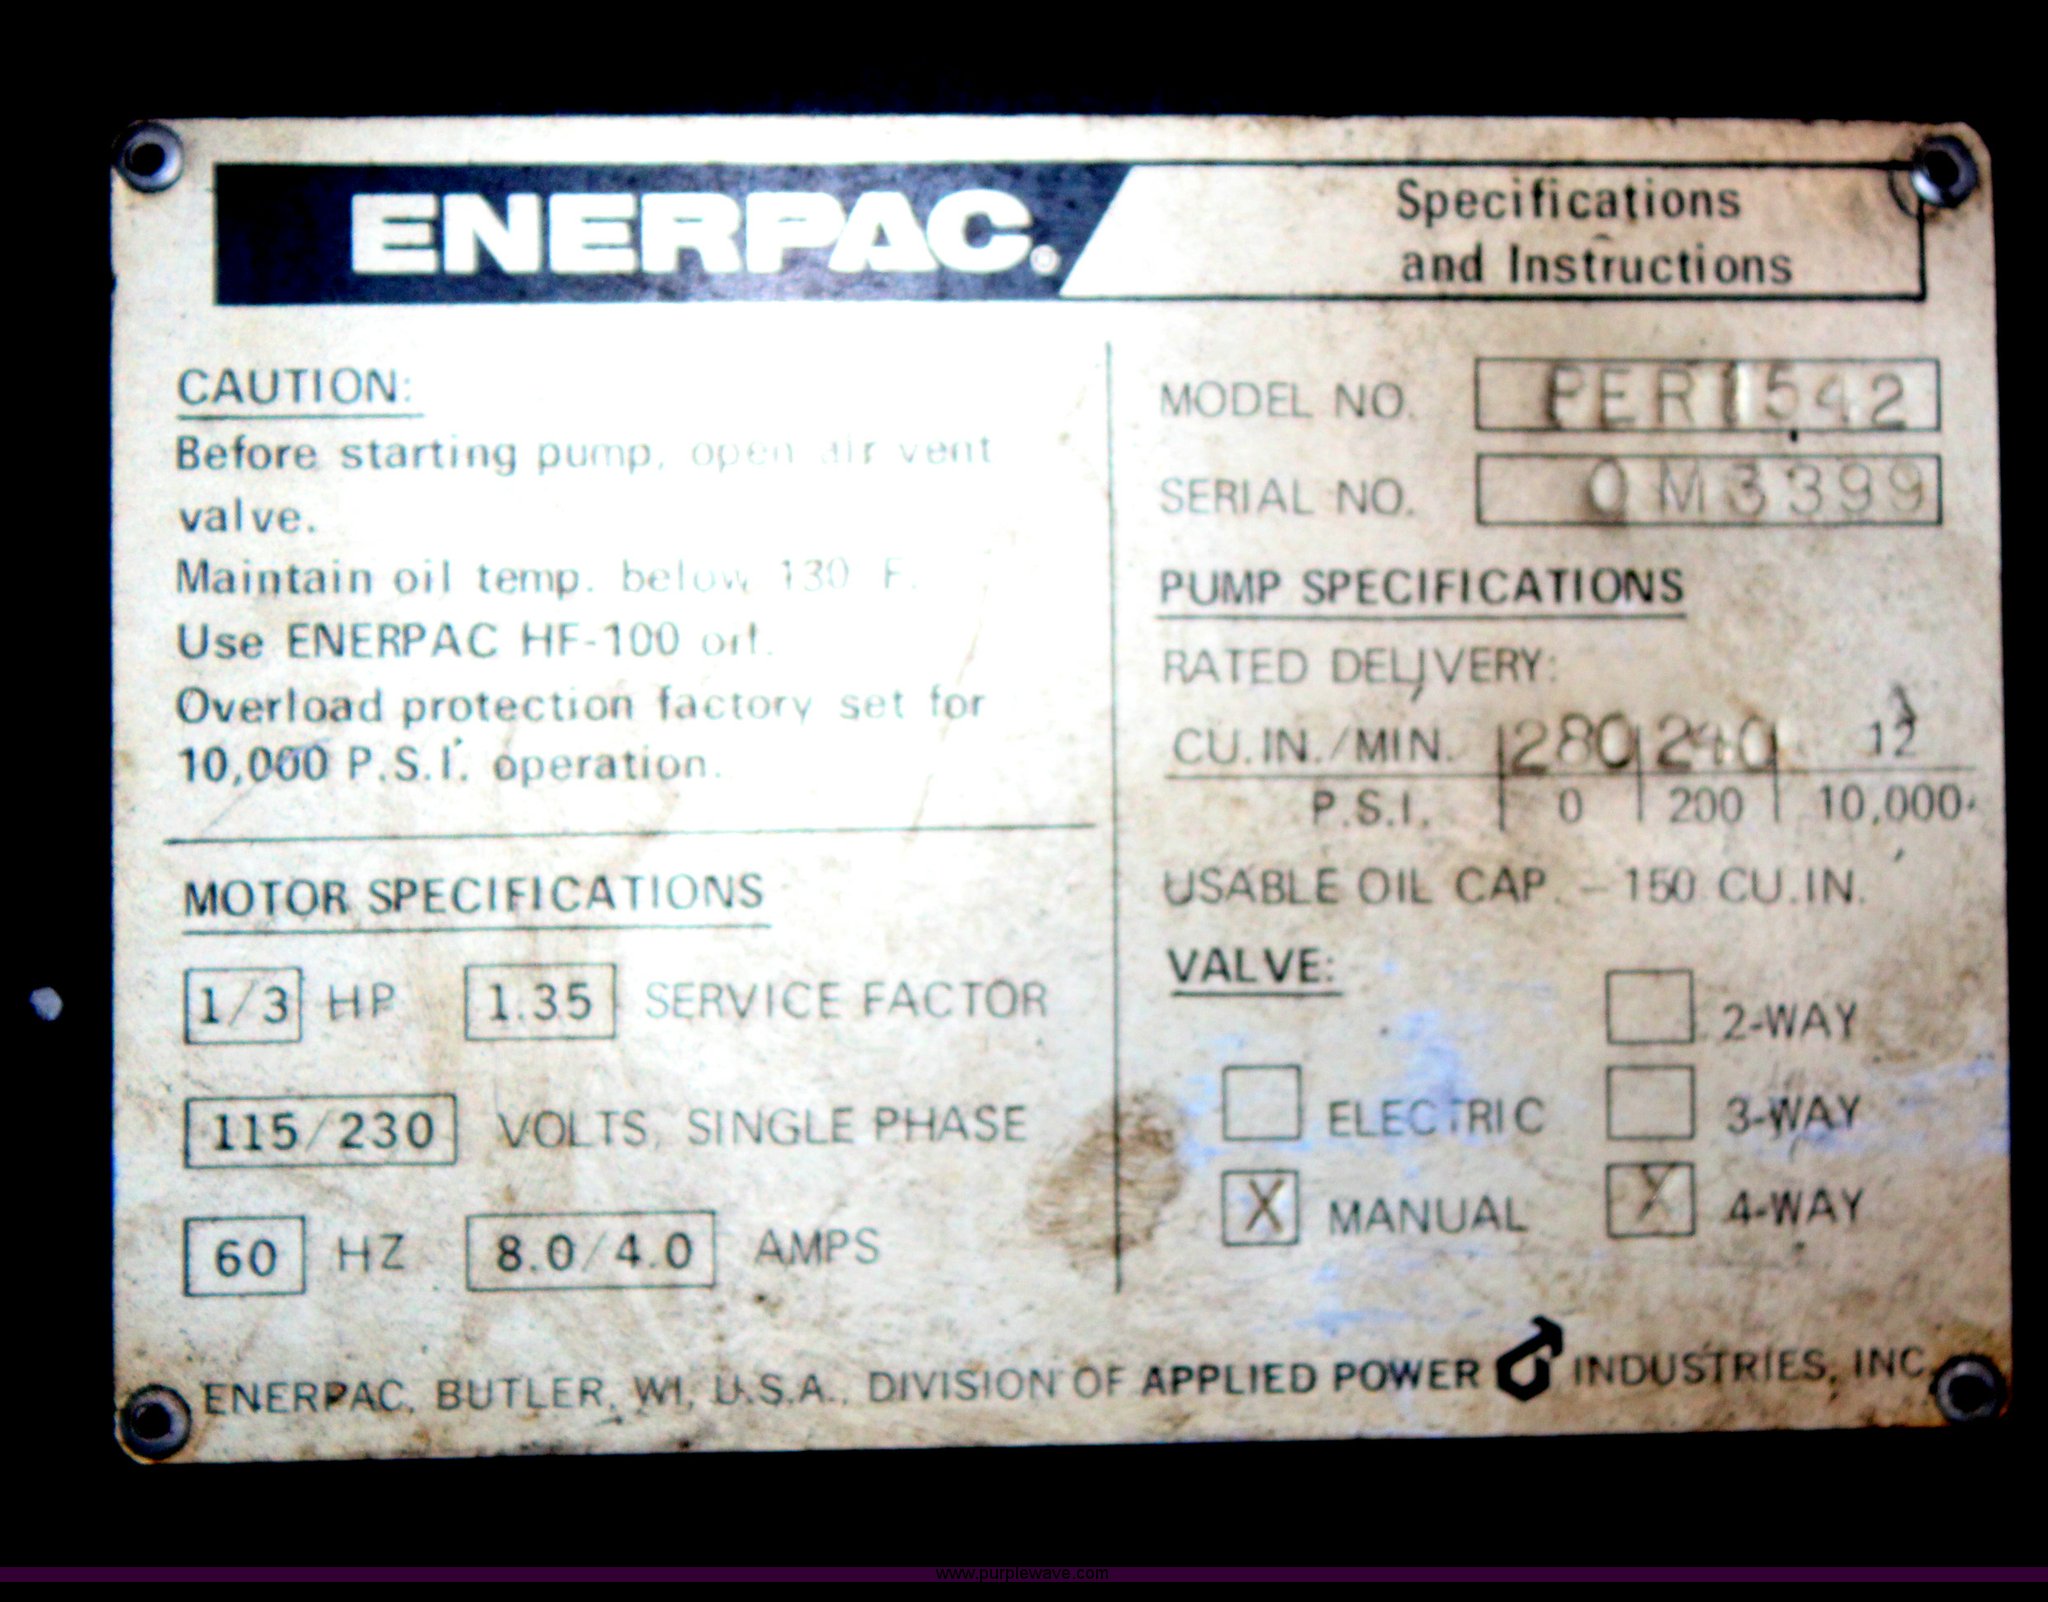 ENERPAC®
Specifications
and Instructions
CAUTION:
Before starting pump, open air vent
valve.
Maintain oil temp. below 130 F.
Use ENERPAC HF-100 oil.
Overload protection factory set for
10,000 P.S.I. operation.
MOTOR SPECIFICATIONS
1/3 HP 1.35 SERVICE FACTOR
115/230 VOLTS, SINGLE PHASE
60 HZ 8.0/4.0 AMPS
MODEL NO. PER1542
SERIAL NO. OM3399
PUMP SPECIFICATIONS
RATED DELIVERY:
CU.IN./MIN. 280 240 12
P.S.I. 0 200 10,000
USABLE OIL CAP. – 150 CU.IN.
VALVE:
2-WAY
ELECTRIC 3-WAY
X MANUAL X 4-WAY
ENERPAC, BUTLER, WI, U.S.A., DIVISION OF APPLIED POWER INDUSTRIES, INC.
www.purplewave.com